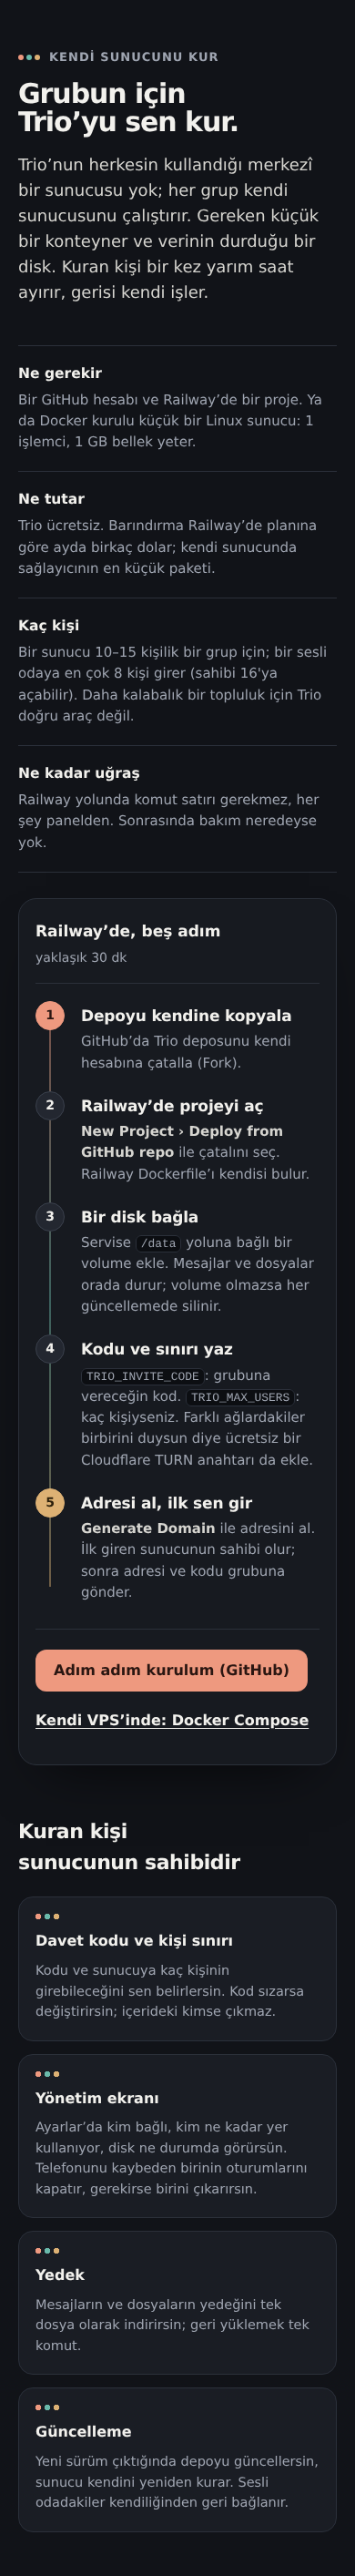 KENDİ SUNUCUNU KUR
Grubun için
Trio’yu sen kur.
Trio’nun herkesin kullandığı merkezî
bir sunucusu yok; her grup kendi
sunucusunu çalıştırır. Gereken küçük
bir konteyner ve verinin durduğu bir
disk. Kuran kişi bir kez yarım saat
ayırır, gerisi kendi işler.
Ne gerekir
Bir GitHub hesabı ve Railway’de bir proje. Ya
da Docker kurulu küçük bir Linux sunucu: 1
işlemci, 1 GB bellek yeter.
Ne tutar
Trio ücretsiz. Barındırma Railway’de planına
göre ayda birkaç dolar; kendi sunucunda
sağlayıcının en küçük paketi.
Kaç kişi
Bir sunucu 10–15 kişilik bir grup için; bir sesli
odaya en çok 8 kişi girer (sahibi 16'ya
açabilir). Daha kalabalık bir topluluk için Trio
doğru araç değil.
Ne kadar uğraş
Railway yolunda komut satırı gerekmez, her
şey panelden. Sonrasında bakım neredeyse
yok.
Railway’de, beş adım
yaklaşık 30 dk
1 Depoyu kendine kopyala
GitHub’da Trio deposunu kendi
hesabına çatalla (Fork).
2 Railway’de projeyi aç
New Project › Deploy from
GitHub repo ile çatalını seç.
Railway Dockerfile’ı kendisi bulur.
3 Bir disk bağla
Servise /data yoluna bağlı bir
volume ekle. Mesajlar ve dosyalar
orada durur; volume olmazsa her
güncellemede silinir.
4 Kodu ve sınırı yaz
TRIO_INVITE_CODE: grubuna
vereceğin kod. TRIO_MAX_USERS:
kaç kişiyseniz. Farklı ağlardakiler
birbirini duysun diye ücretsiz bir
Cloudflare TURN anahtarı da ekle.
5 Adresi al, ilk sen gir
Generate Domain ile adresini al.
İlk giren sunucunun sahibi olur;
sonra adresi ve kodu grubuna
gönder.
Adım adım kurulum (GitHub)
Kendi VPS’inde: Docker Compose
Kuran kişi
sunucunun sahibidir
Davet kodu ve kişi sınırı
Kodu ve sunucuya kaç kişinin
girebileceğini sen belirlersin. Kod sızarsa
değiştirirsin; içerideki kimse çıkmaz.
Yönetim ekranı
Ayarlar’da kim bağlı, kim ne kadar yer
kullanıyor, disk ne durumda görürsün.
Telefonunu kaybeden birinin oturumlarını
kapatır, gerekirse birini çıkarırsın.
Yedek
Mesajların ve dosyaların yedeğini tek
dosya olarak indirirsin; geri yüklemek tek
komut.
Güncelleme
Yeni sürüm çıktığında depoyu güncellersin,
sunucu kendini yeniden kurar. Sesli
odadakiler kendiliğinden geri bağlanır.